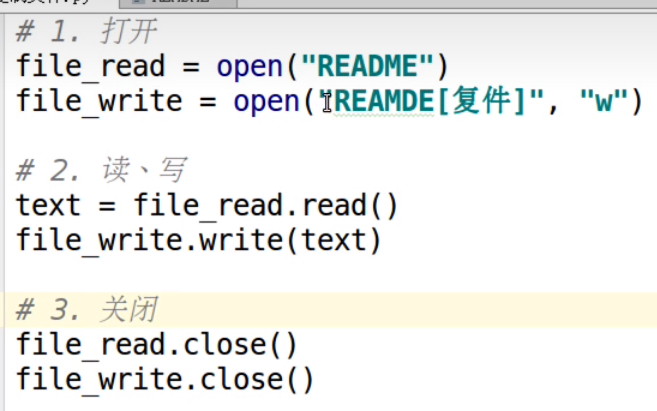 # 1. 打开
file_read = open("README")
file_write = open("REAMDE[复件]", "w")
# 2. 读、写
text = file_read.read()
file_write.write(text)
# 3. 关闭
file_read.close()
file_write.close()